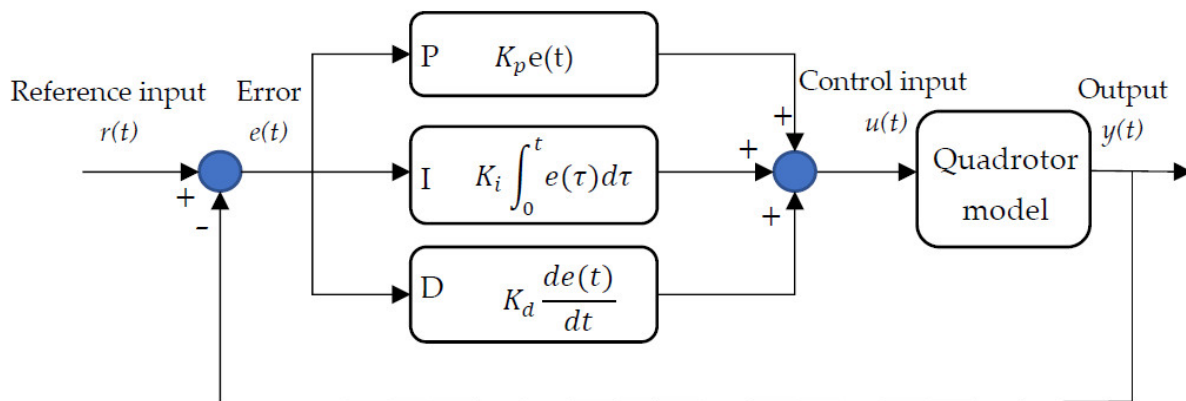 Reference input
r(t)
Error
e(t)
+
-
P K_p e(t)
I K_i ∫_0^t e(τ)dτ
D K_d de(t)/dt
+
+
+
Control input
u(t)
Quadrotor
model
Output
y(t)